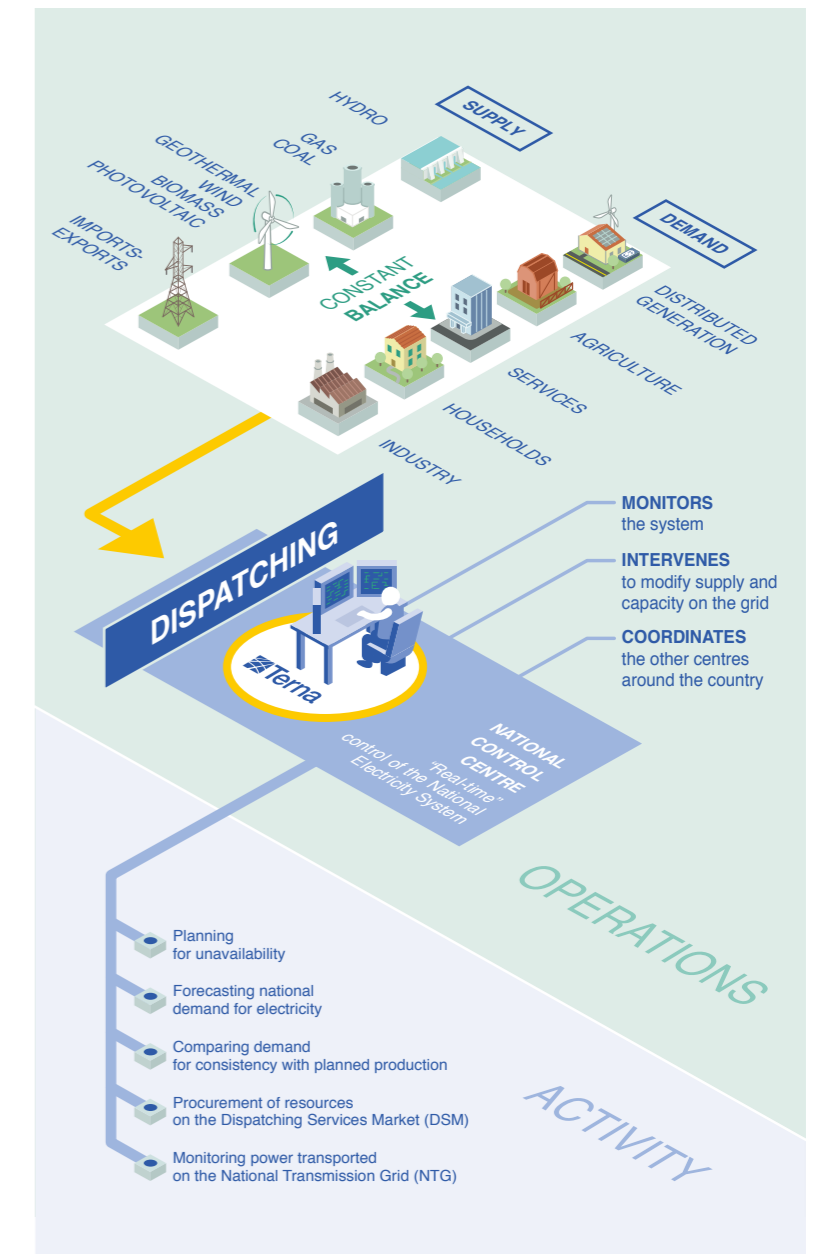 SUPPLY
HYDRO
GAS
COAL
GEOTHERMAL
WIND
BIOMASS
PHOTOVOLTAIC
IMPORTS-
EXPORTS
CONSTANT
BALANCE
DEMAND
DISTRIBUTED
GENERATION
AGRICULTURE
SERVICES
HOUSEHOLDS
INDUSTRY
DISPATCHING
Terna
MONITORS
the system
INTERVENES
to modify supply and
capacity on the grid
COORDINATES
the other centres
around the country
NATIONAL
CONTROL
CENTRE
"Real-time"
control of the National
Electricity System
OPERATIONS
Planning
for unavailability
Forecasting national
demand for electricity
Comparing demand
for consistency with planned production
Procurement of resources
on the Dispatching Services Market (DSM)
Monitoring power transported
on the National Transmission Grid (NTG)
ACTIVITY